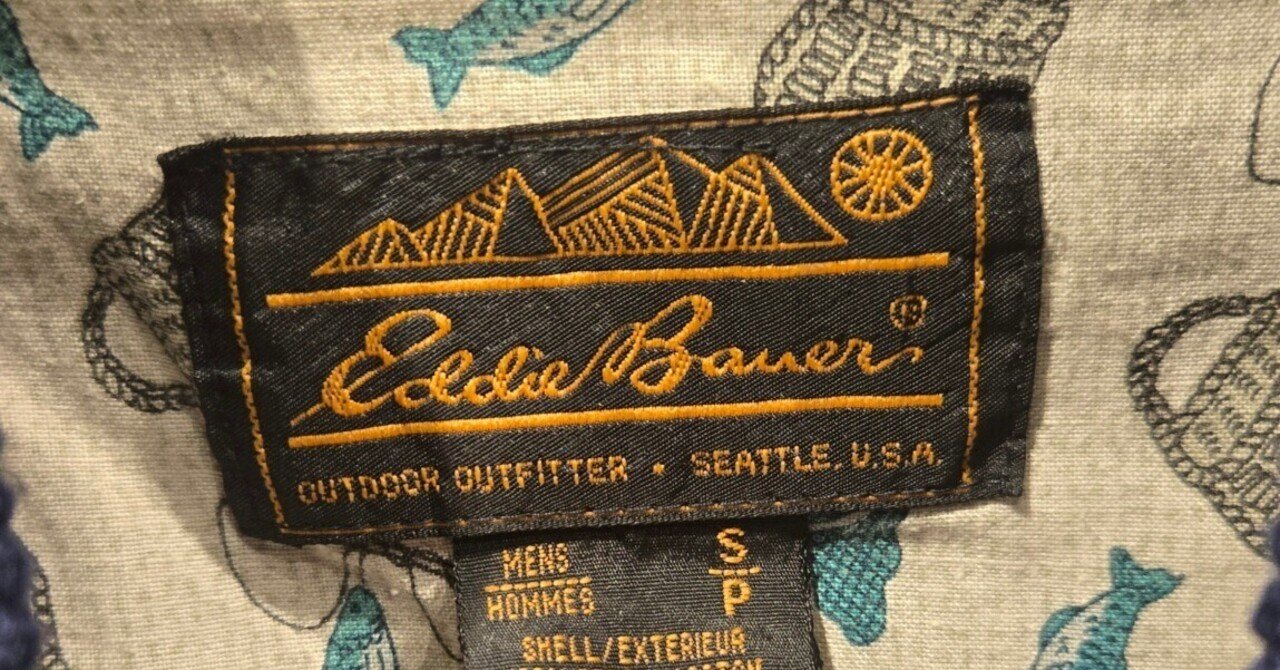 Eddie Bauer®
OUTDOOR OUTFITTER • SEATTLE, U.S.A.
MENS
HOMMES
S
P
SHELL/EXTERIEUR